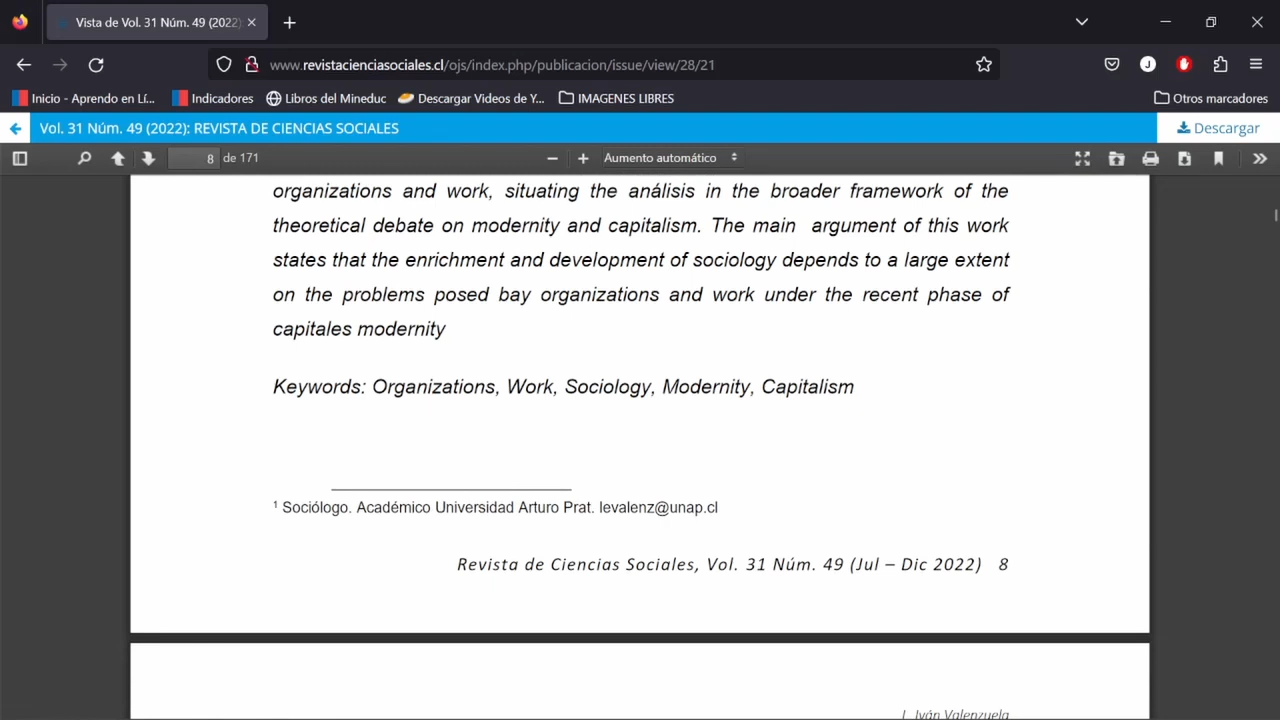 Vista de Vol. 31 Núm. 49 (2022)
www.revistacienciasociales.cl/ojs/index.php/publicacion/issue/view/28/21
Inicio - Aprendo en Lí... Indicadores Libros del Mineduc Descargar Videos de Y... IMAGENES LIBRES Otros marcadores
Vol. 31 Núm. 49 (2022): REVISTA DE CIENCIAS SOCIALES Descargar
8 de 171 Aumento automático
organizations and work, situating the análisis in the broader framework of the
theoretical debate on modernity and capitalism. The main argument of this work
states that the enrichment and development of sociology depends to a large extent
on the problems posed bay organizations and work under the recent phase of
capitales modernity
Keywords: Organizations, Work, Sociology, Modernity, Capitalism
1 Sociólogo. Académico Universidad Arturo Prat. levalenz@unap.cl
Revista de Ciencias Sociales, Vol. 31 Núm. 49 (Jul – Dic 2022) 8
Iván Valenzuela